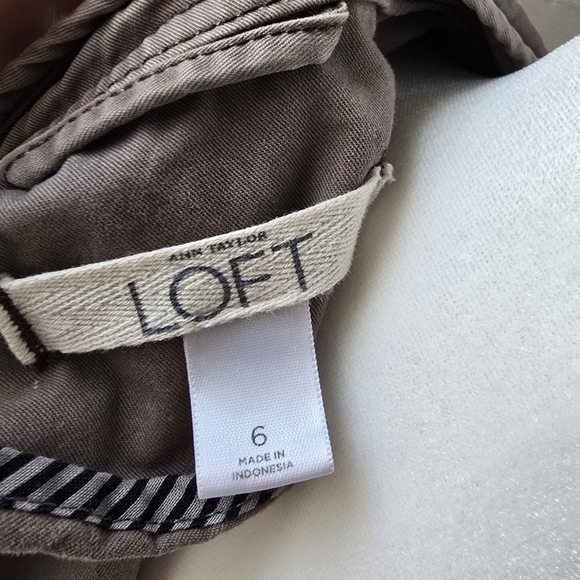 ANN TAYLOR
LOFT
6
MADE IN
INDONESIA